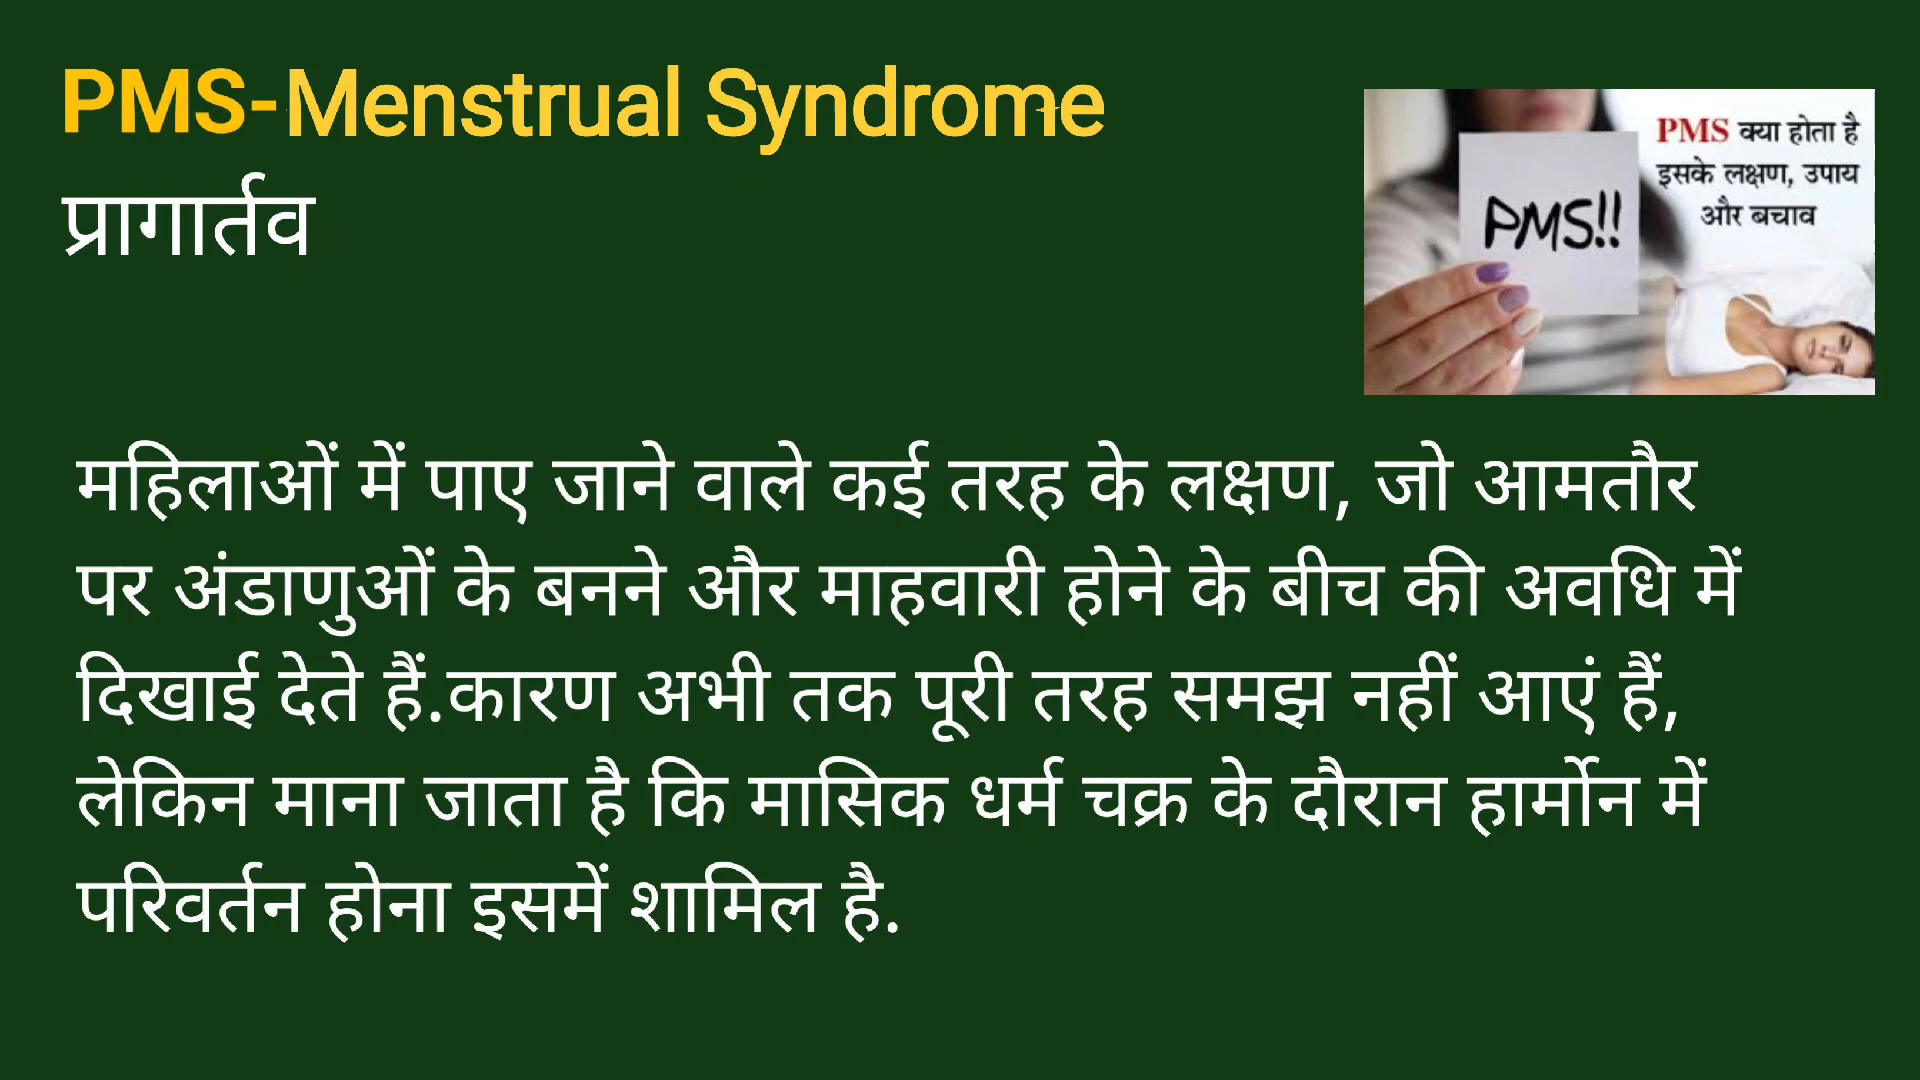 PMS-Menstrual Syndrome
प्रागार्तव
PMS!!
PMS क्या होता है
इसके लक्षण, उपाय
और बचाव
महिलाओं में पाए जाने वाले कई तरह के लक्षण, जो आमतौर
पर अंडाणुओं के बनने और माहवारी होने के बीच की अवधि में
दिखाई देते हैं.कारण अभी तक पूरी तरह समझ नहीं आएं हैं,
लेकिन माना जाता है कि मासिक धर्म चक्र के दौरान हार्मोन में
परिवर्तन होना इसमें शामिल है.